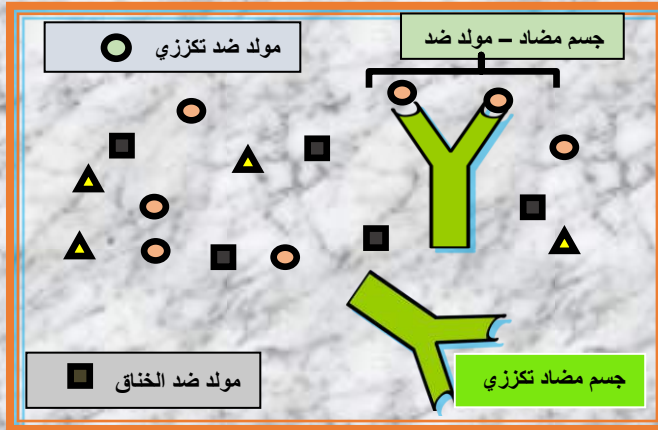 جسم مضاد – مولد ضد
مولد ضد تكززي
مولد ضد الخناق
جسم مضاد تكززي